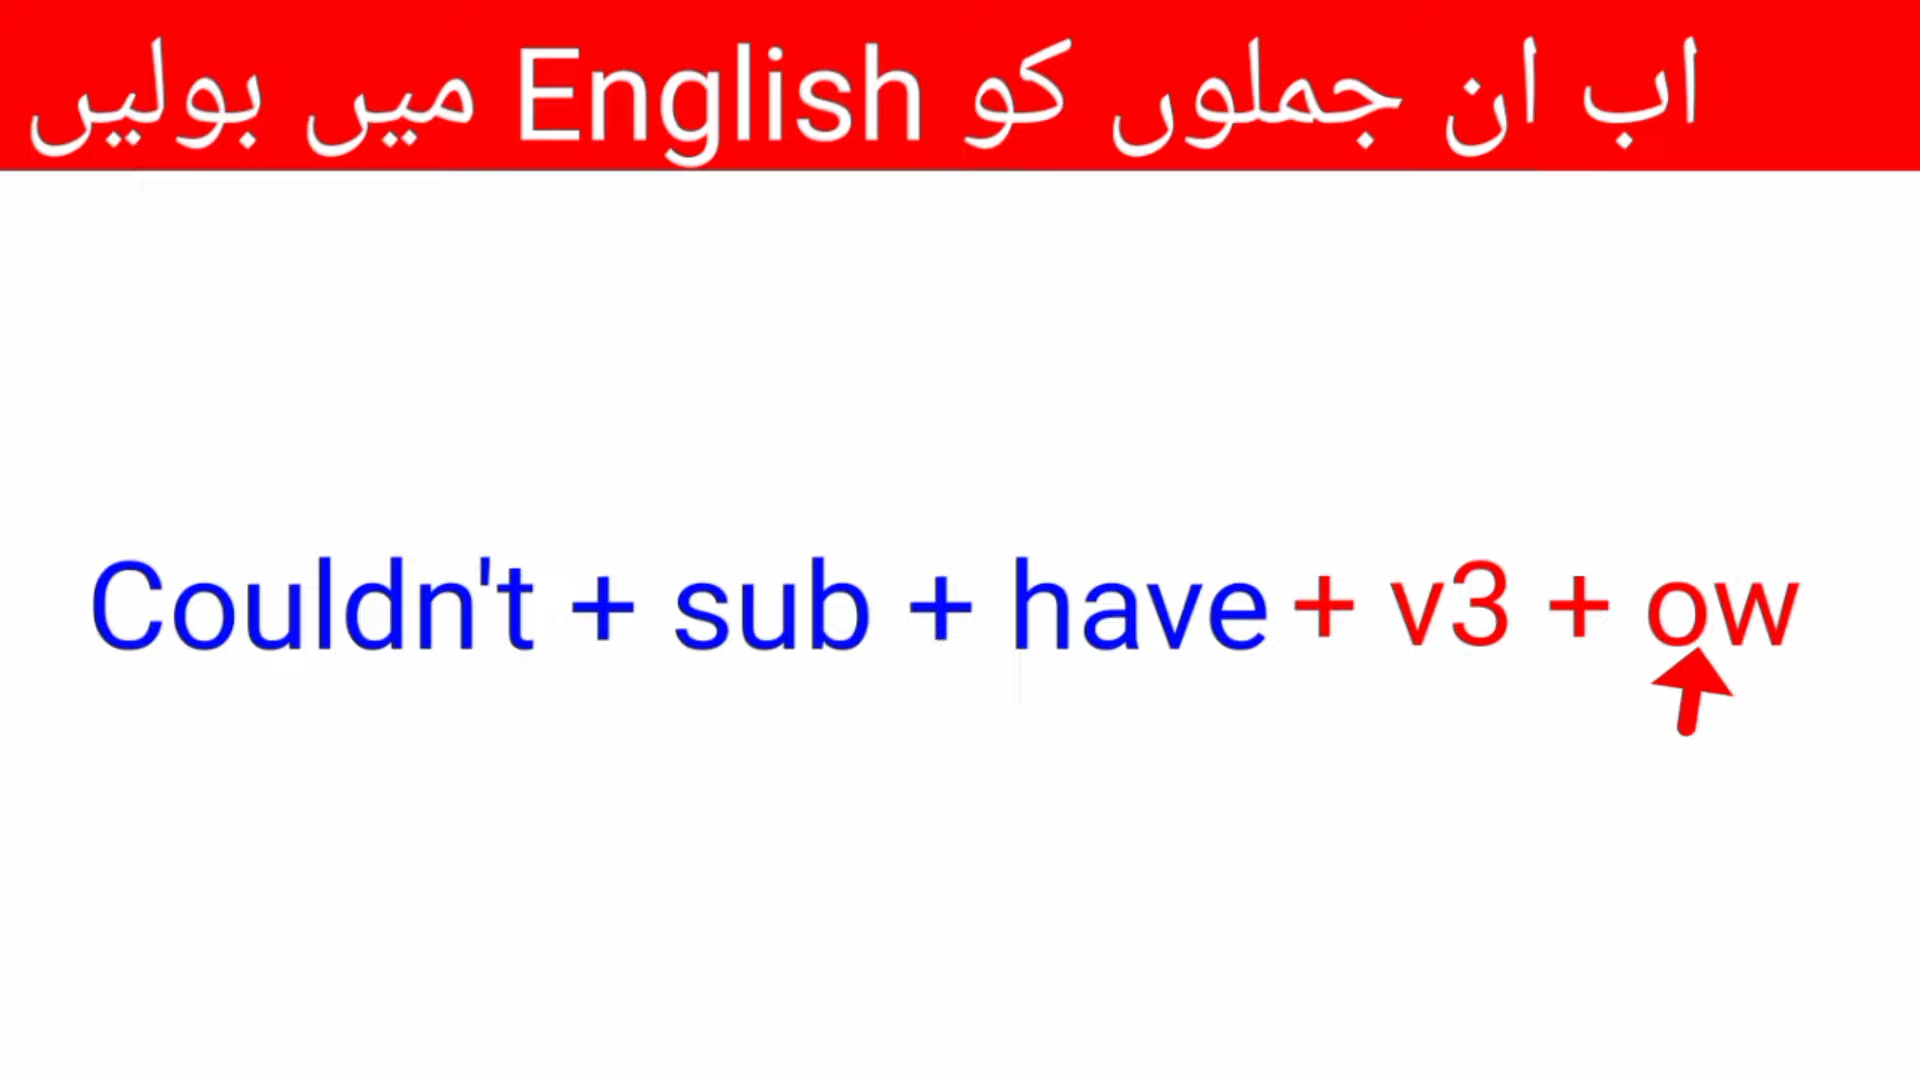 اب ان جملوں کو English میں بولیں
Couldn't + sub + have + v3 + ow